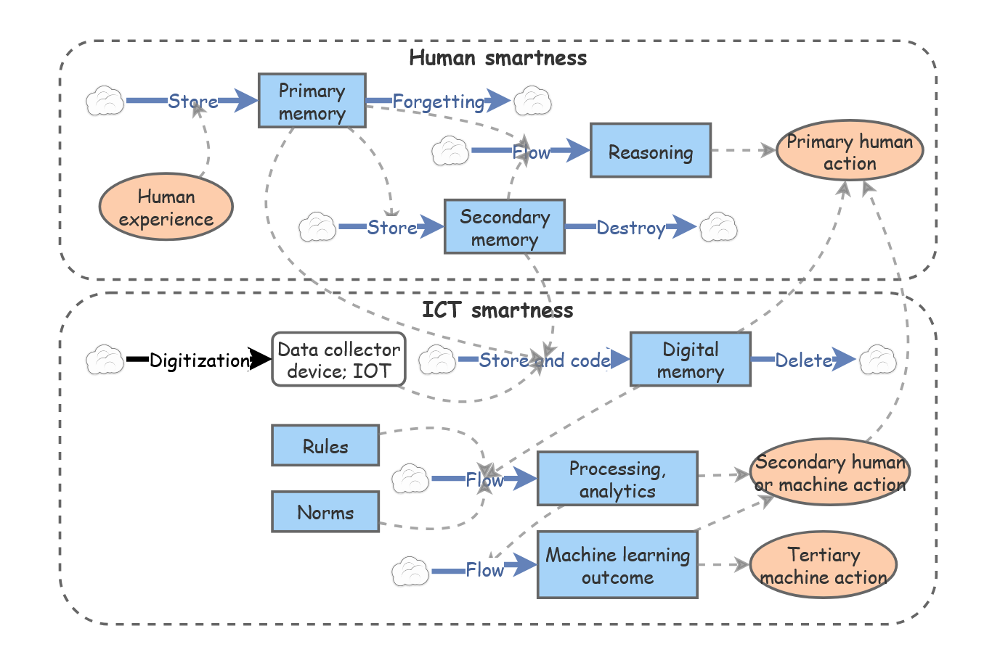 Human smartness
Store
Primary
memory
Forgetting
Flow
Reasoning
Primary human
action
Human
experience
Store
Secondary
memory
Destroy
ICT smartness
Digitization
Data collector
device; IOT
Store and code
Digital
memory
Delete
Rules
Flow
Processing,
analytics
Secondary human
or machine action
Norms
Flow
Machine learning
outcome
Tertiary
machine action